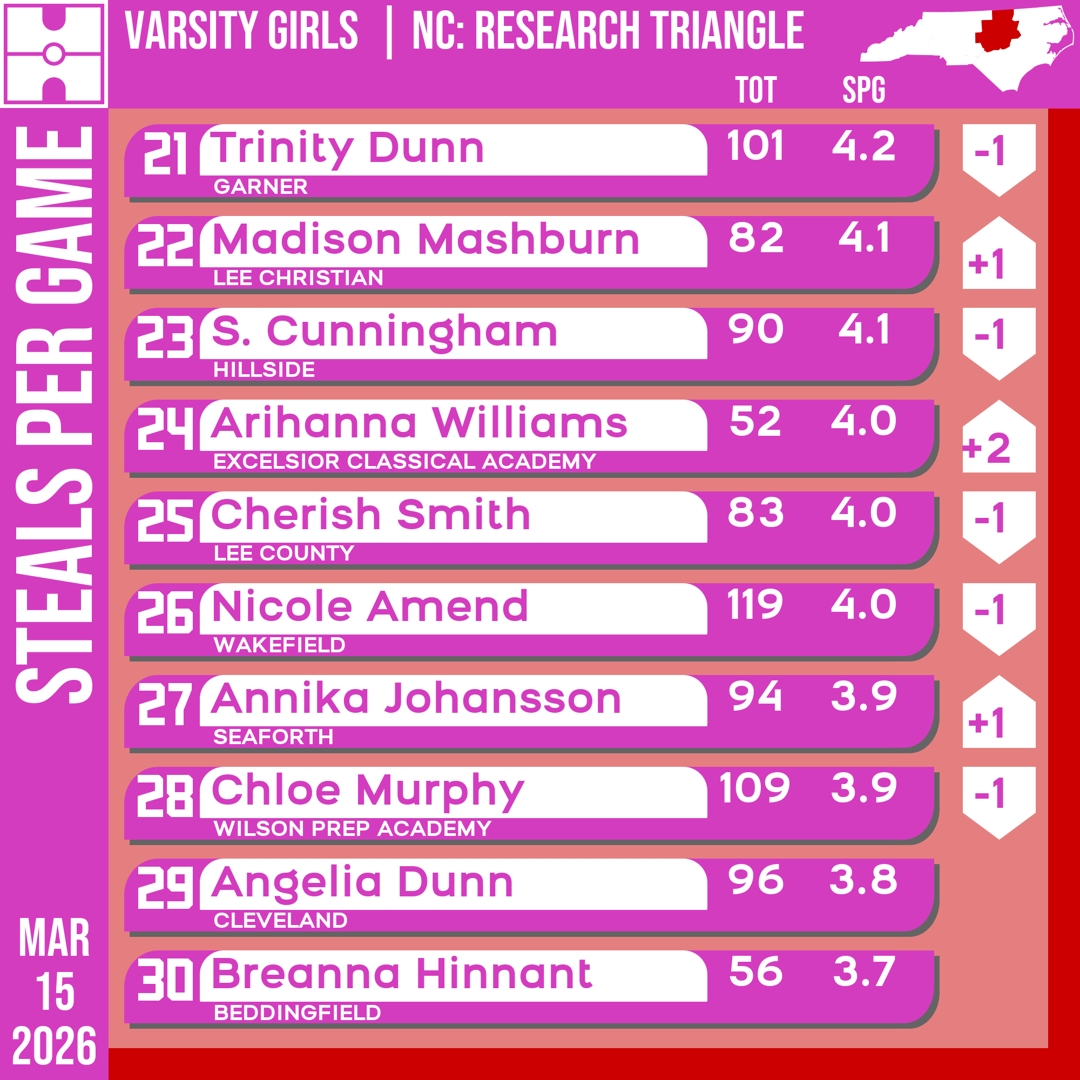 VARSITY GIRLS | NC: RESEARCH TRIANGLE
TOT SPG
STEALS PER GAME
21 Trinity Dunn 101 4.2 -1
GARNER
22 Madison Mashburn 82 4.1 +1
LEE CHRISTIAN
23 S. Cunningham 90 4.1 -1
HILLSIDE
24 Arihanna Williams 52 4.0 +2
EXCELSIOR CLASSICAL ACADEMY
25 Cherish Smith 83 4.0 -1
LEE COUNTY
26 Nicole Amend 119 4.0 -1
WAKEFIELD
27 Annika Johansson 94 3.9 +1
SEAFORTH
28 Chloe Murphy 109 3.9 -1
WILSON PREP ACADEMY
29 Angelia Dunn 96 3.8
CLEVELAND
30 Breanna Hinnant 56 3.7
BEDDINGFIELD
MAR
15
2026